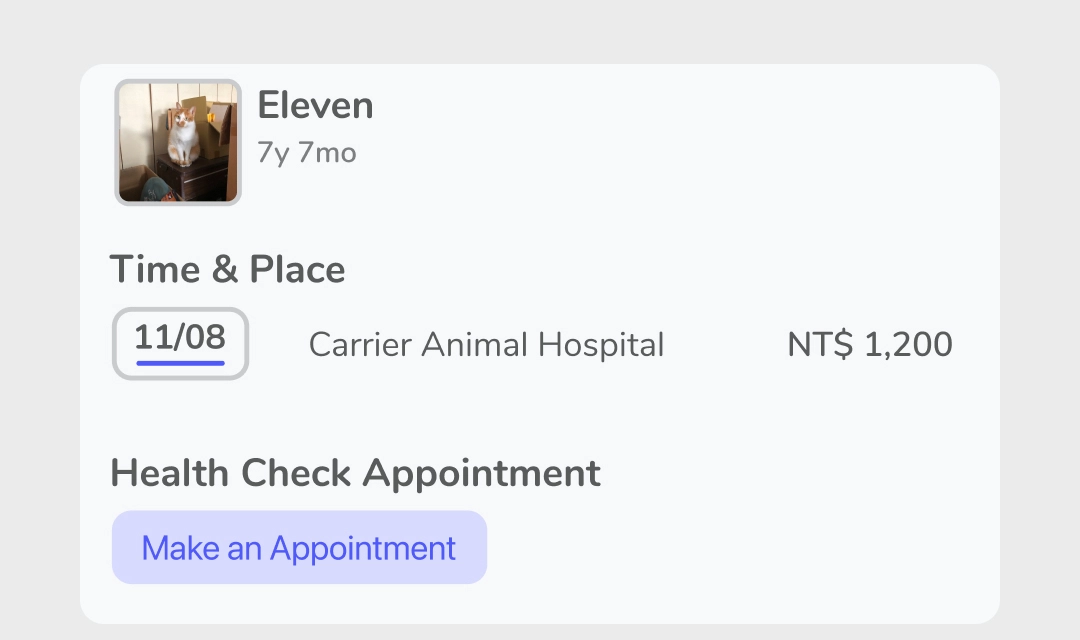 Eleven
7y 7mo
Time & Place
11/08 Carrier Animal Hospital NT$ 1,200
Health Check Appointment
Make an Appointment